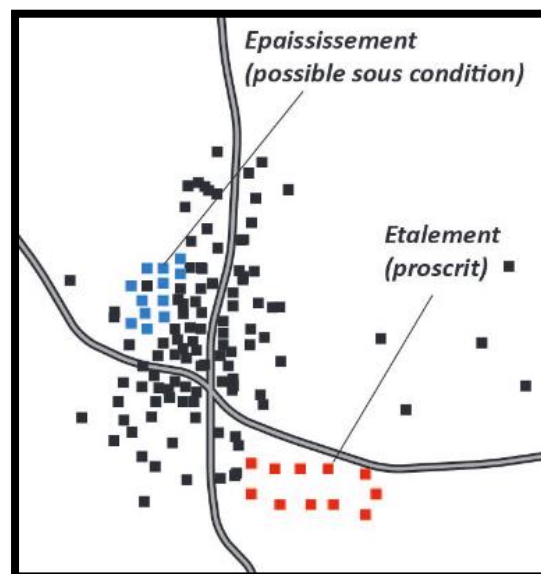 Epaississement
(possible sous condition)
Etalement
(proscrit)